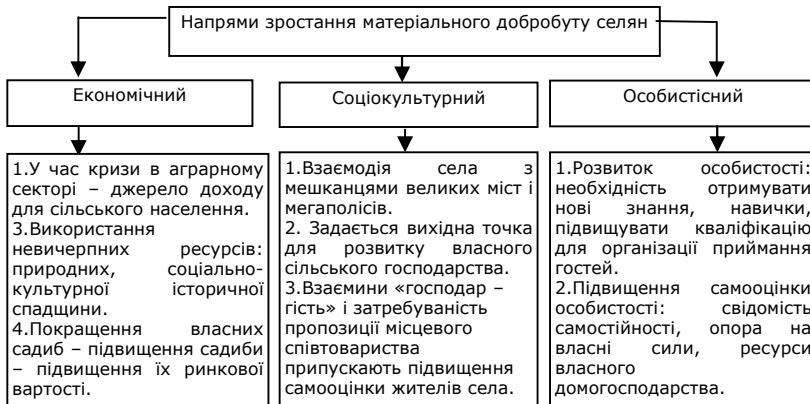 Напрями зростання матеріального добробуту селян
Економічний
Соціокультурний
Особистісний
1.У час кризи в аграрному
секторі – джерело доходу
для сільського населення.
3.Використання
невичерпних ресурсів:
природних, соціально-
культурної історичної
спадщини.
4.Покращення власних
садиб – підвищення садиби
– підвищення їх ринкової
вартості.
1.Взаємодія села з
мешканцями великих міст і
мегаполісів.
2. Задається вихідна точка
для розвитку власного
сільського господарства.
3.Взаємини «господар –
гість» і затребуваність
пропозиції місцевого
співтовариства
припускають підвищення
самооцінки жителів села.
1.Розвиток особистості:
необхідність отримувати
нові знання, навички,
підвищувати кваліфікацію
для організації приймання
гостей.
2.Підвищення самооцінки
особистості: свідомість
самостійності, опора на
власні сили, ресурси
власного
домогосподарства.